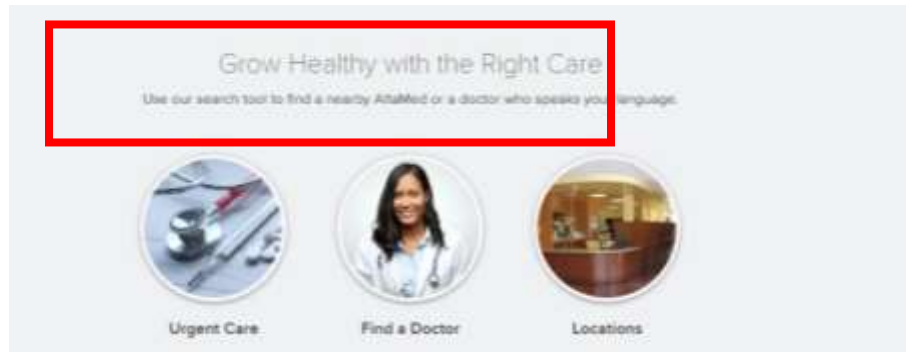 Grow Healthy with the Right Care
Use our search tool to find a nearby AltaMed or a doctor who speaks your language.
Urgent Care
Find a Doctor
Locations